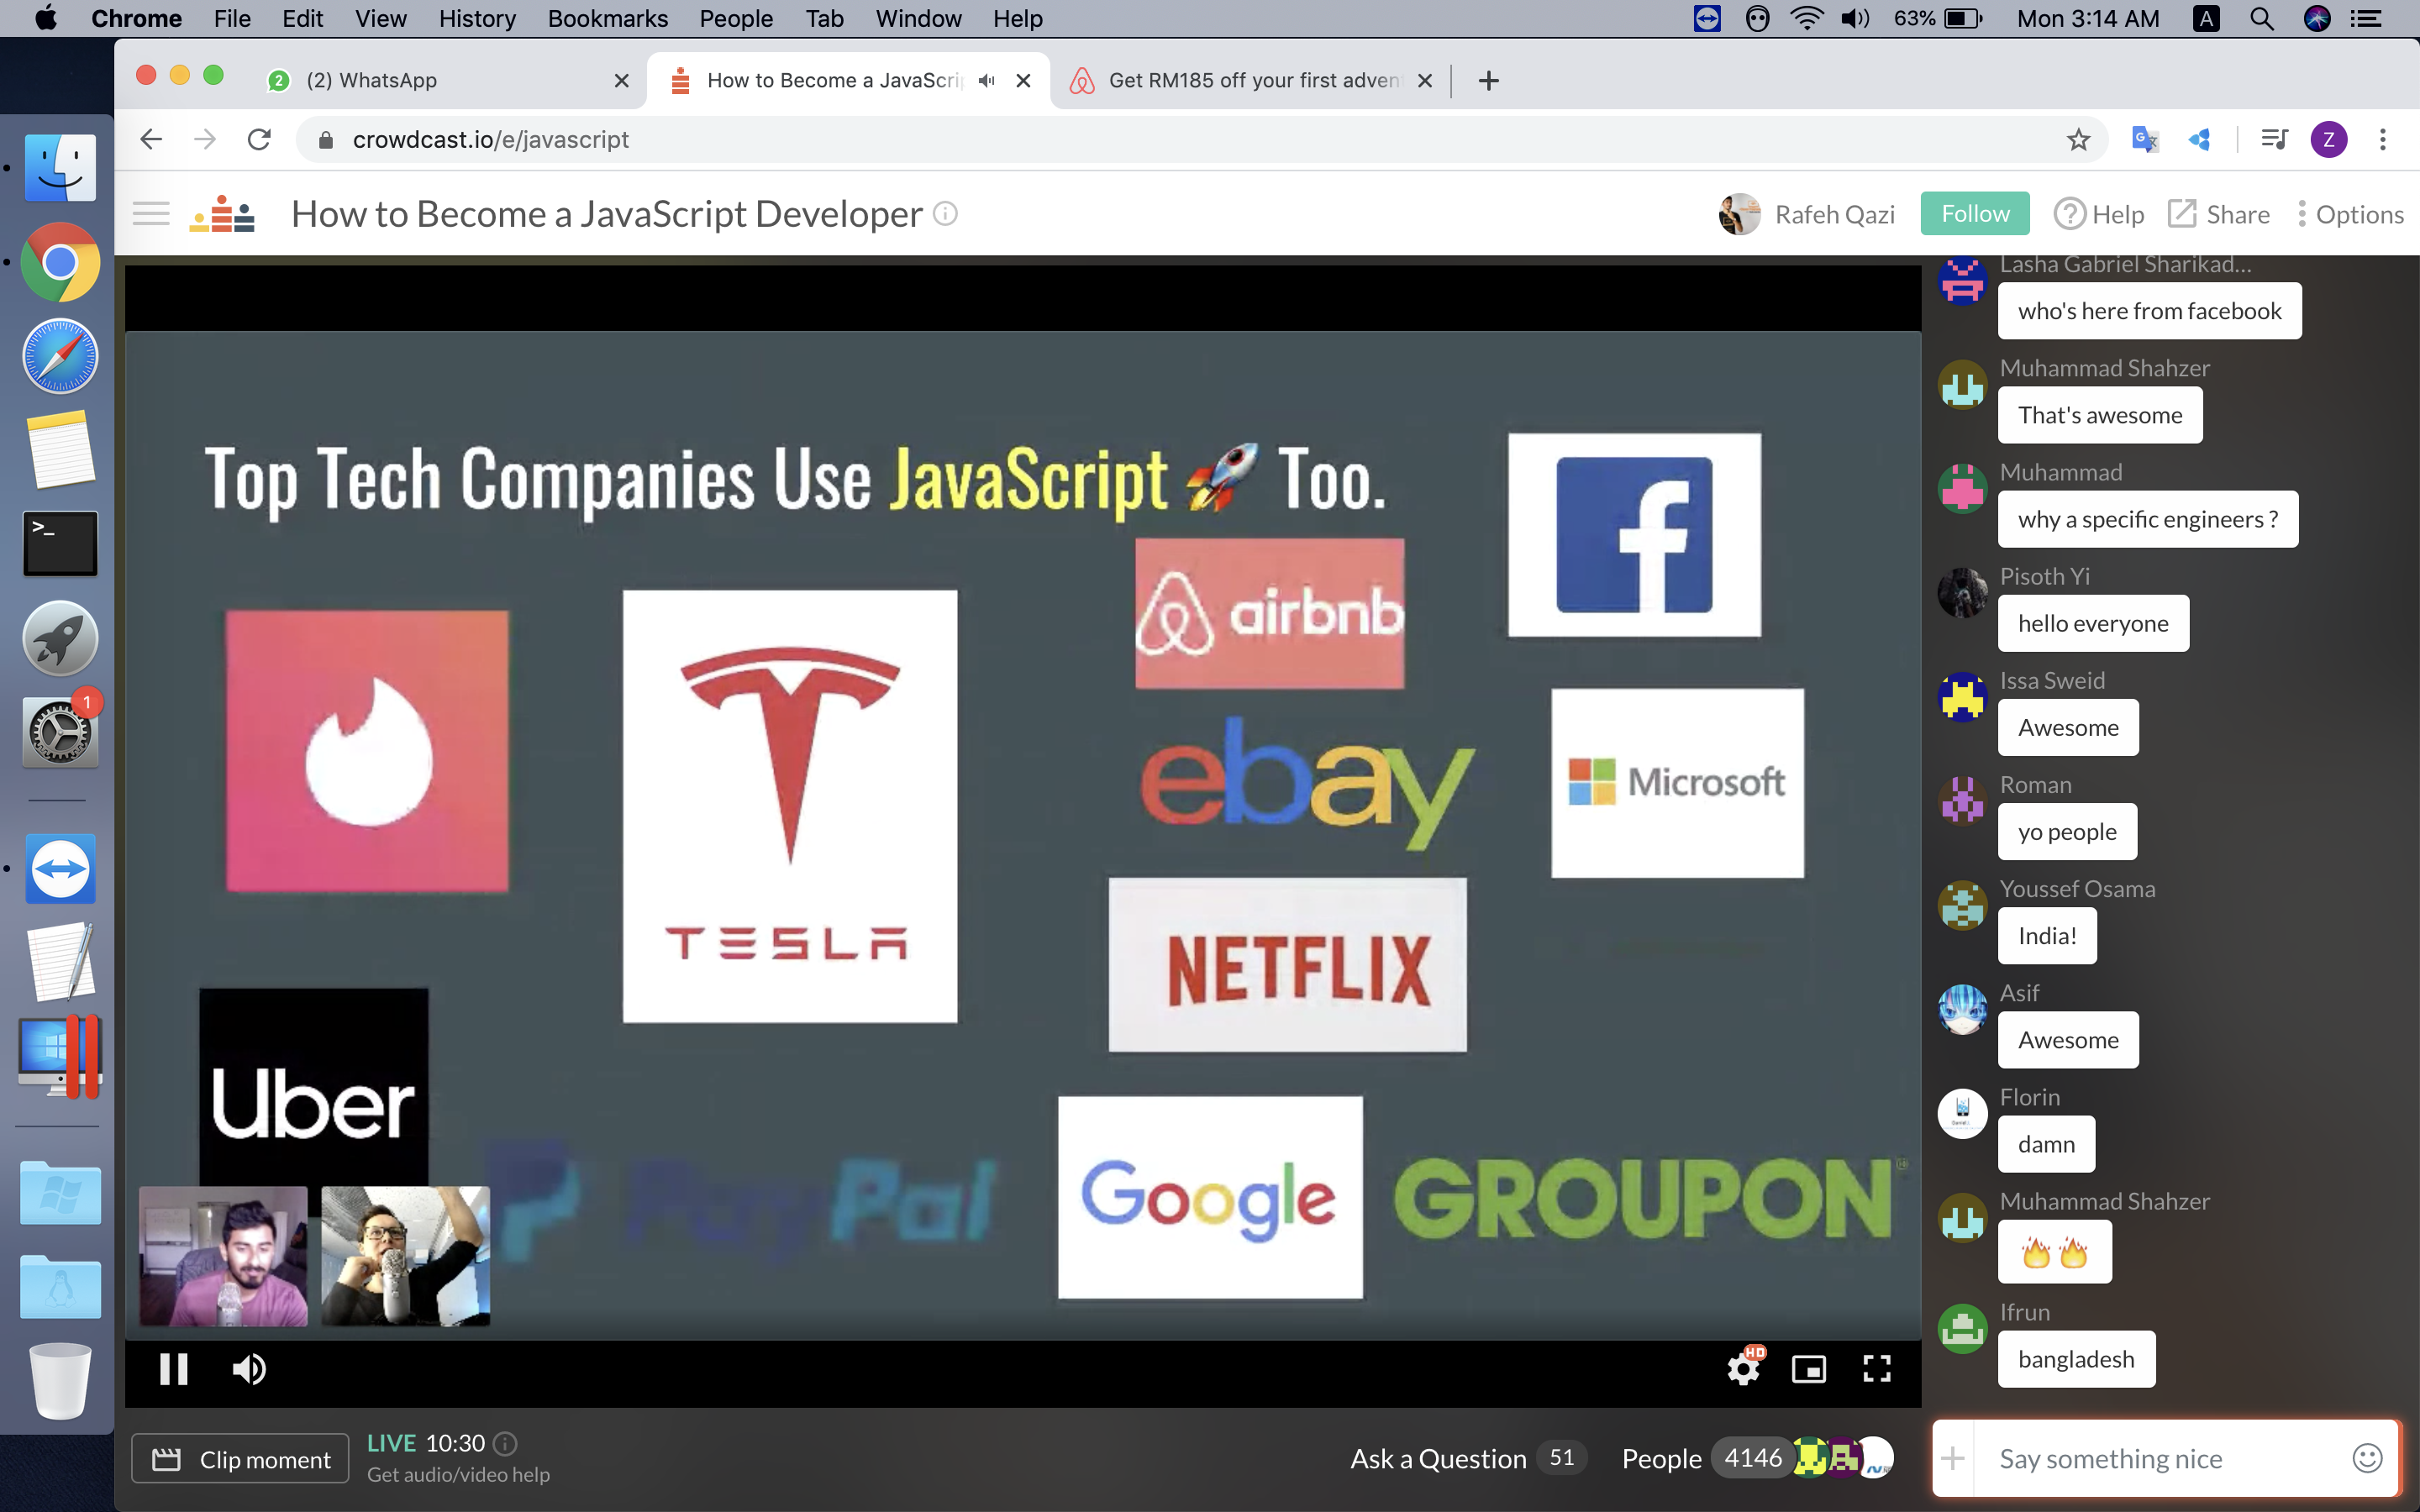 Chrome File Edit View History Bookmarks People Tab Window Help 63% Mon 3:14 AM A
2 (2) WhatsApp How to Become a JavaScri Get RM185 off your first adven
crowdcast.io/e/javascript Z
How to Become a JavaScript Developer Rafeh Qazi Follow Help Share Options
Top Tech Companies Use JavaScript 🚀 Too.
f
airbnb
TESLA
ebay
Microsoft
NETFLIX
Uber
PayPal
Google
GROUPON
HD
Clip moment
LIVE 10:30
Get audio/video help
Ask a Question 51 People 4146
Lasha Gabriel Sharikad...
who's here from facebook
Muhammad Shahzer
That's awesome
Muhammad
why a specific engineers ?
Pisoth Yi
hello everyone
Issa Sweid
Awesome
Roman
yo people
Youssef Osama
India!
Asif
Awesome
Florin
damn
Muhammad Shahzer
🔥🔥
Ifrun
bangladesh
Say something nice
>_
1